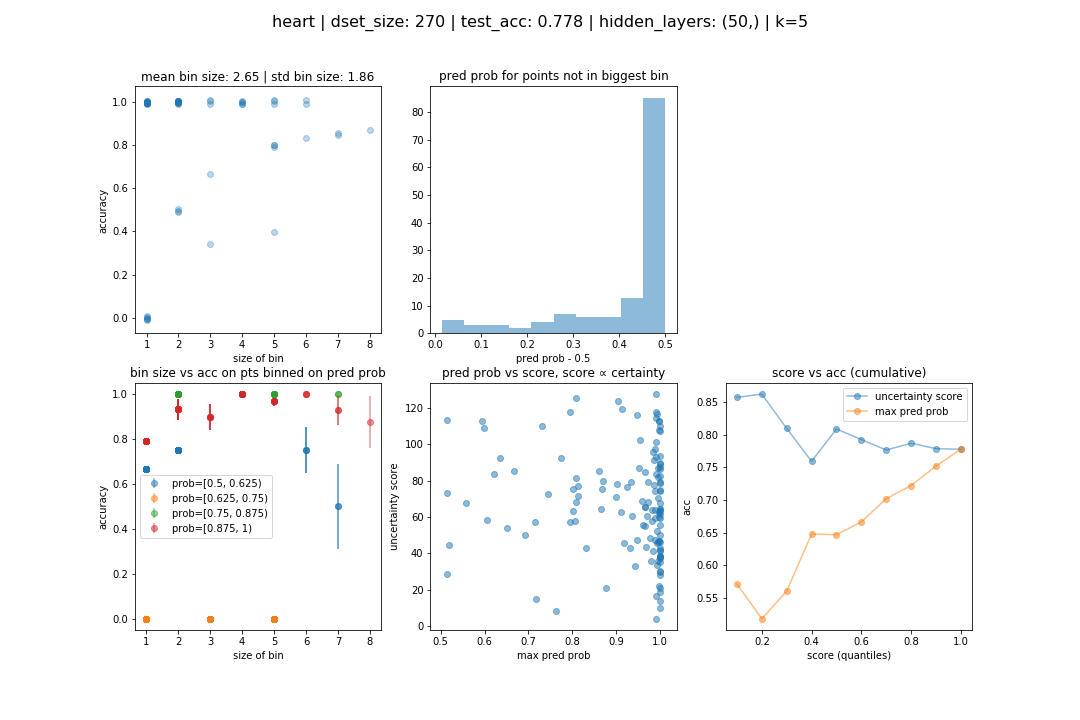 heart | dset_size: 270 | test_acc: 0.778 | hidden_layers: (50,) | k=5
mean bin size: 2.65 | std bin size: 1.86
accuracy
1.0
0.8
0.6
0.4
0.2
0.0
1 2 3 4 5 6 7 8
size of bin
pred prob for points not in biggest bin
80
70
60
50
40
30
20
10
0
0.0 0.1 0.2 0.3 0.4 0.5
pred prob - 0.5
bin size vs acc on pts binned on pred prob
accuracy
1.0
0.8
0.6
0.4
0.2
0.0
prob=[0.5, 0.625)
prob=[0.625, 0.75)
prob=[0.75, 0.875)
prob=[0.875, 1)
1 2 3 4 5 6 7 8
size of bin
pred prob vs score, score ∝ certainty
uncertainty score
120
100
80
60
40
20
0
0.5 0.6 0.7 0.8 0.9 1.0
max pred prob
score vs acc (cumulative)
acc
0.85
0.80
0.75
0.70
0.65
0.60
0.55
uncertainty score
max pred prob
0.2 0.4 0.6 0.8 1.0
score (quantiles)